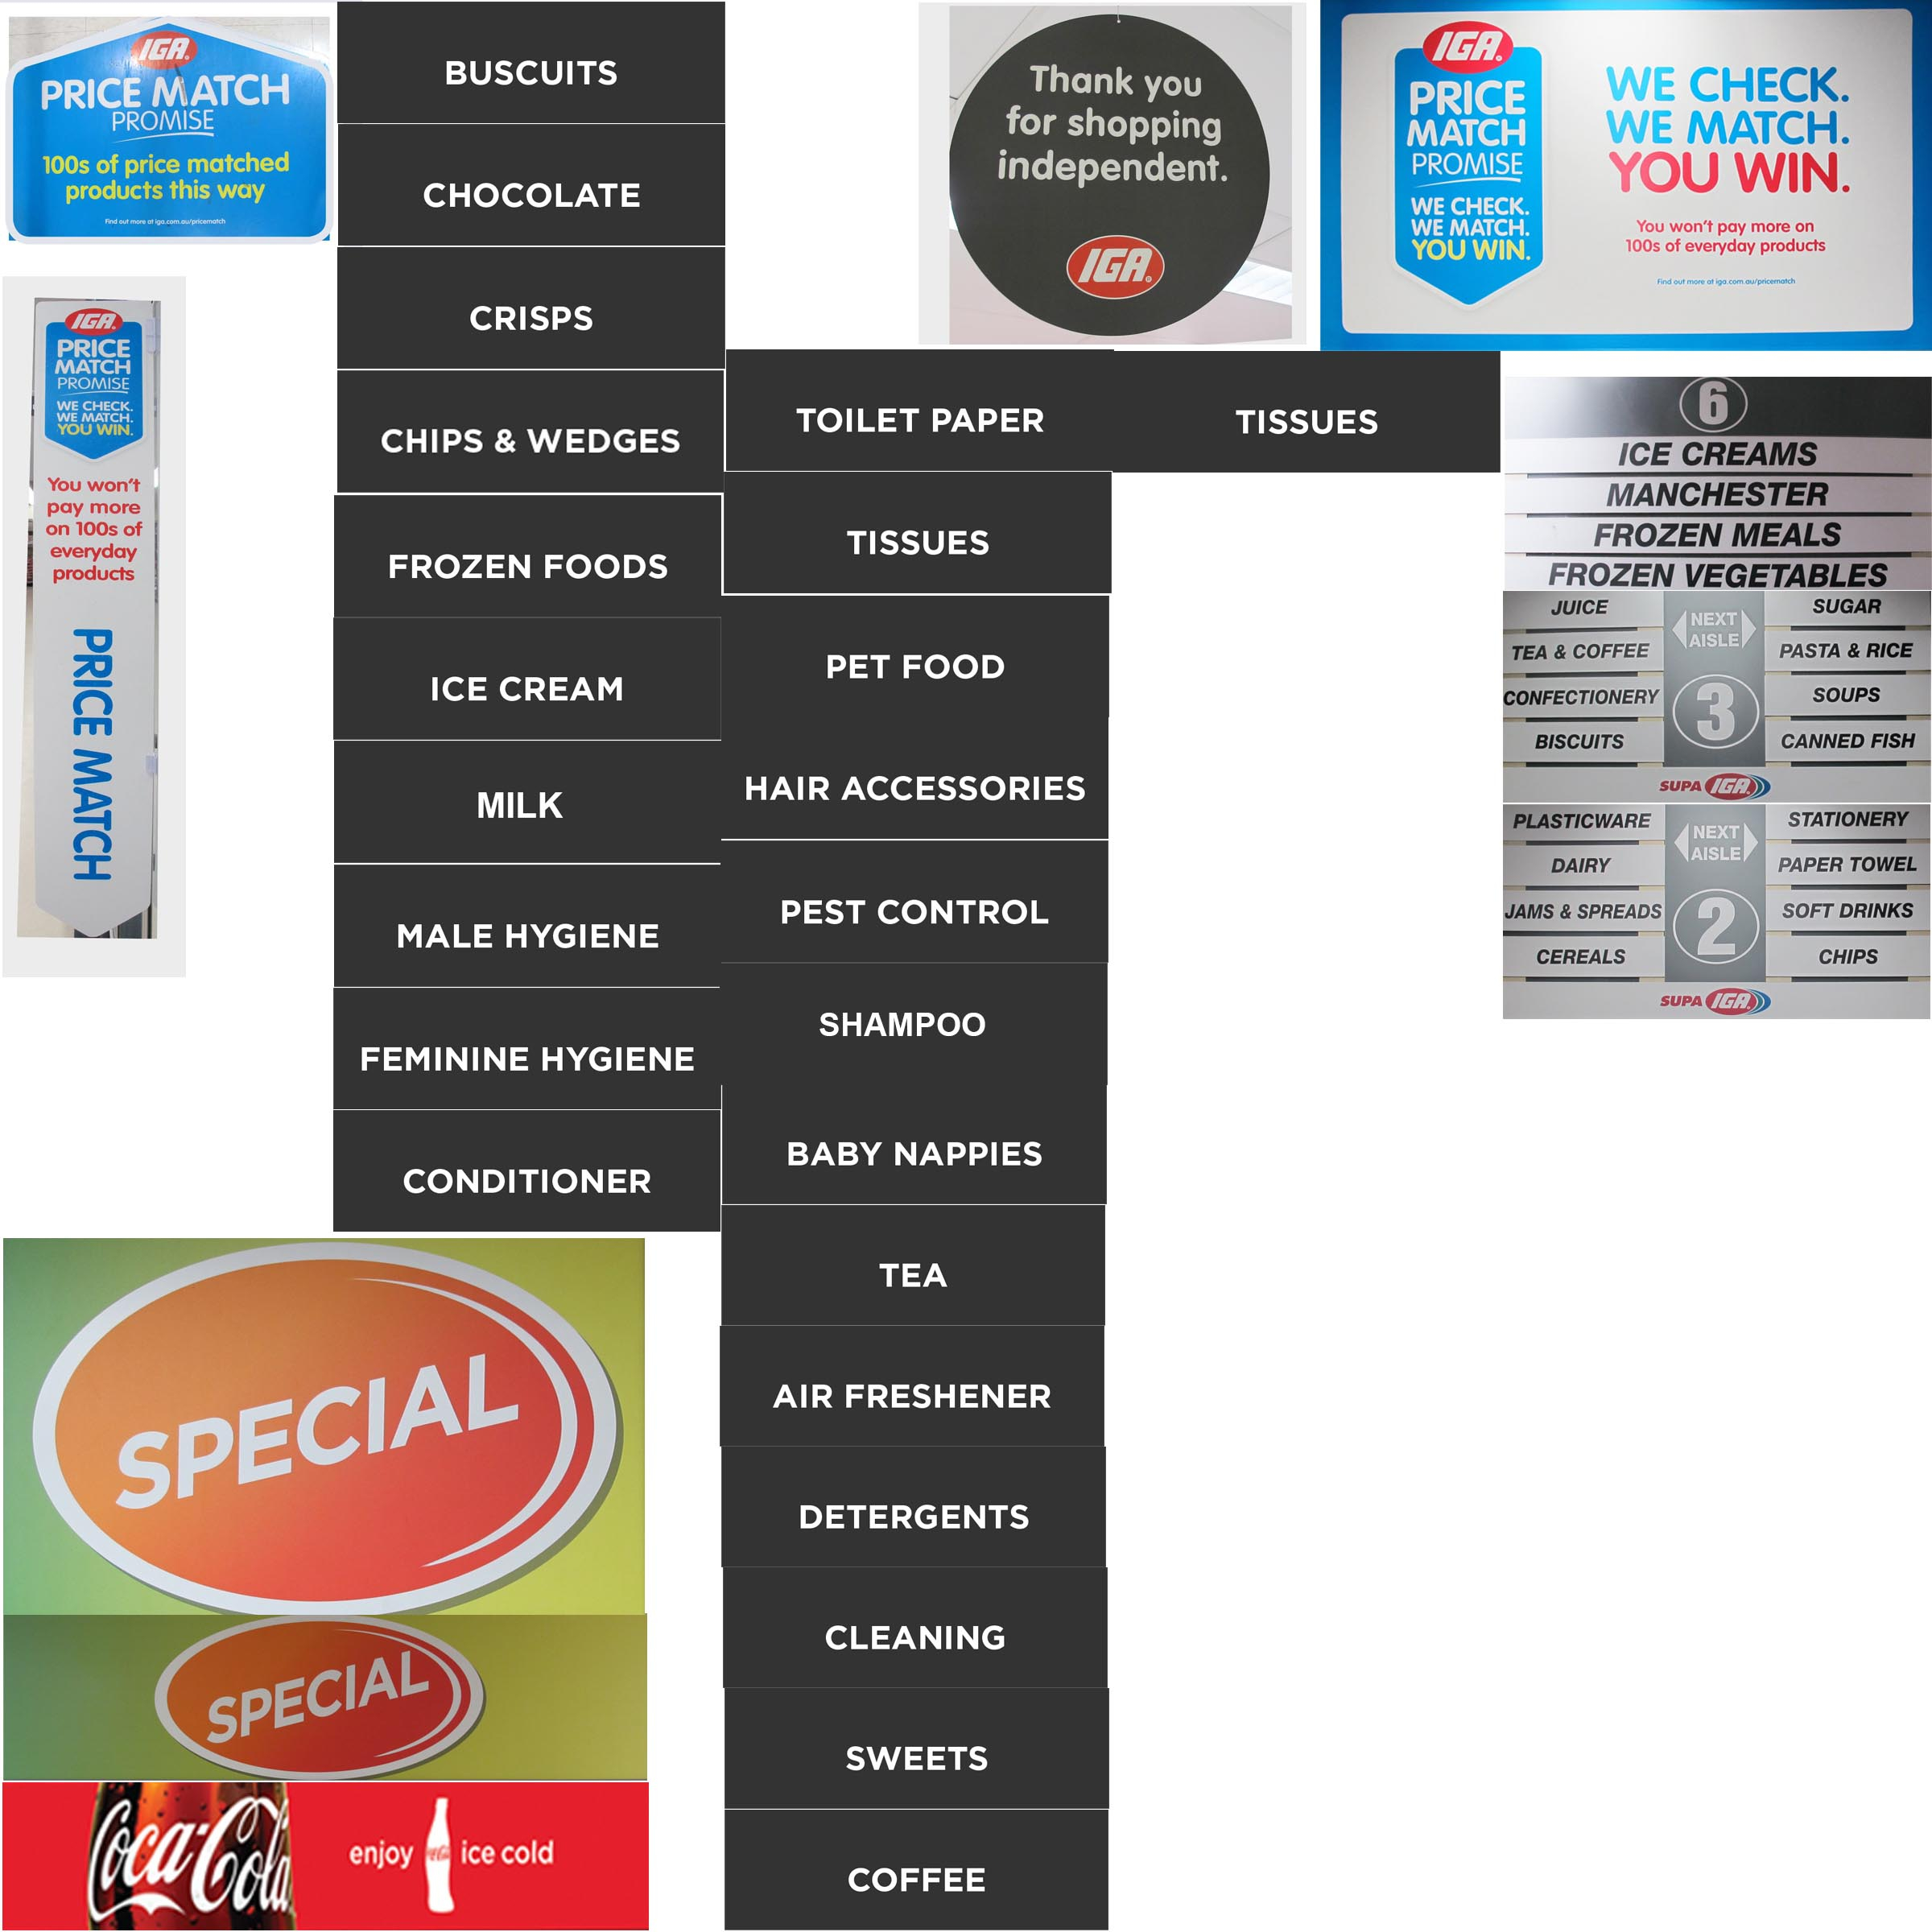 IGA
PRICE MATCH
PROMISE
100s of price matched
products this way
Find out more at iga.com.au/pricematch
IGA
PRICE
MATCH
PROMISE
WE CHECK.
WE MATCH.
YOU WIN.
You won't
pay more
on 100s of
everyday
products
PRICE MATCH
BUSCUITS
CHOCOLATE
CRISPS
CHIPS & WEDGES
FROZEN FOODS
ICE CREAM
MILK
MALE HYGIENE
FEMININE HYGIENE
CONDITIONER
SPECIAL
SPECIAL
Coca-Cola
enjoy Coca-Cola ice cold
TOILET PAPER
TISSUES
PET FOOD
HAIR ACCESSORIES
PEST CONTROL
SHAMPOO
BABY NAPPIES
TEA
AIR FRESHENER
DETERGENTS
CLEANING
SWEETS
COFFEE
Thank you
for shopping
independent.
IGA
TISSUES
IGA
PRICE
MATCH
PROMISE
WE CHECK.
WE MATCH.
YOU WIN.
WE CHECK.
WE MATCH.
YOU WIN.
You won't pay more on
100s of everyday products
Find out more at iga.com.au/pricematch
6
ICE CREAMS
MANCHESTER
FROZEN MEALS
FROZEN VEGETABLES
JUICE
TEA & COFFEE
CONFECTIONERY
BISCUITS
NEXT
AISLE
3
SUGAR
PASTA & RICE
SOUPS
CANNED FISH
SUPA IGA
PLASTICWARE
DAIRY
JAMS & SPREADS
CEREALS
NEXT
AISLE
2
STATIONERY
PAPER TOWEL
SOFT DRINKS
CHIPS
SUPA IGA